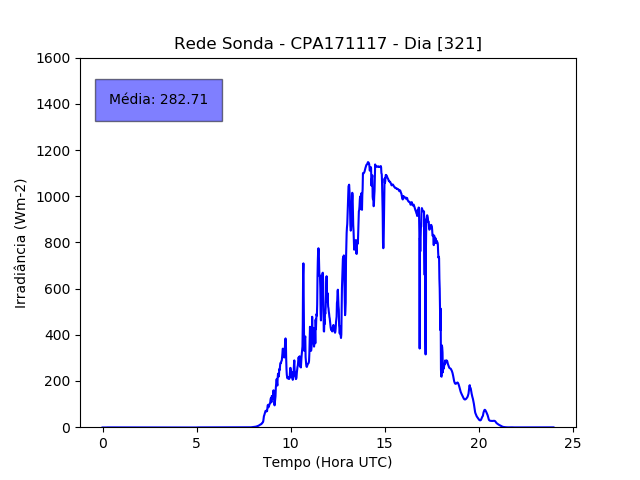 Rede Sonda - CPA171117 - Dia [321]
1600
1400
1200
1000
800
600
400
200
0
Irradiância (Wm-2)
Média: 282.71
0 5 10 15 20 25
Tempo (Hora UTC)